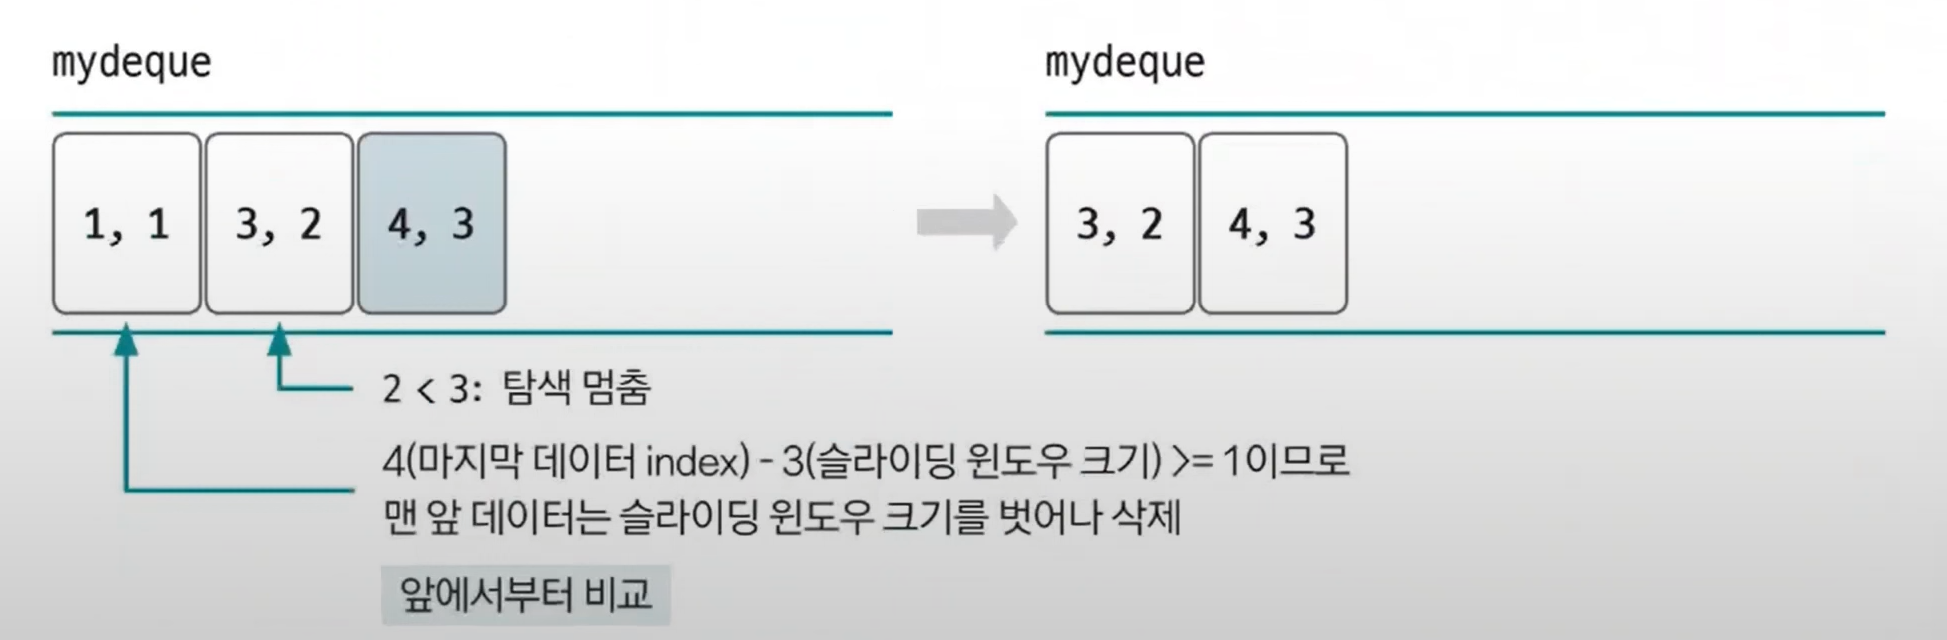 mydeque
mydeque
1, 1
3, 2
4, 3
3, 2
4, 3
2 < 3: 탐색 멈춤
4(마지막 데이터 index) - 3(슬라이딩 윈도우 크기) >= 1이므로
맨 앞 데이터는 슬라이딩 윈도우 크기를 벗어나 삭제
앞에서부터 비교